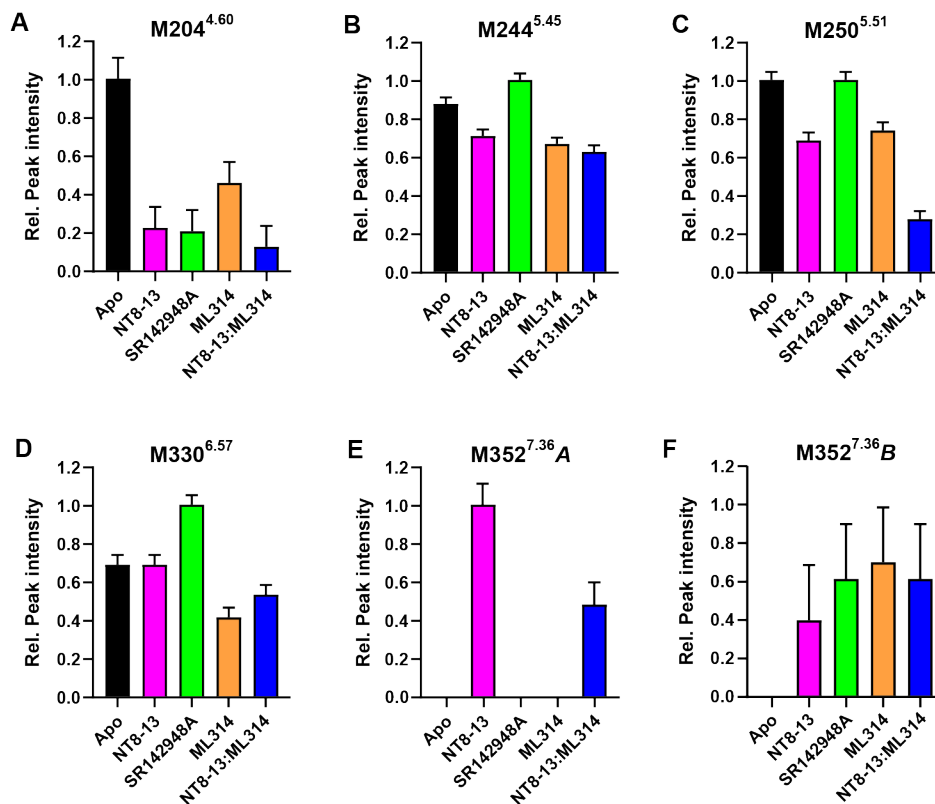 A
M204^4.60
Rel. Peak intensity
1.2
1.0
0.8
0.6
0.4
0.2
0.0
Apo
NT8-13
SR142948A
ML314
NT8-13:ML314
B
M244^5.45
Rel. Peak intensity
1.2
1.0
0.8
0.6
0.4
0.2
0.0
Apo
NT8-13
SR142948A
ML314
NT8-13:ML314
C
M250^5.51
Rel. Peak intensity
1.2
1.0
0.8
0.6
0.4
0.2
0.0
Apo
NT8-13
SR142948A
ML314
NT8-13:ML314
D
M330^6.57
Rel. Peak intensity
1.2
1.0
0.8
0.6
0.4
0.2
0.0
Apo
NT8-13
SR142948A
ML314
NT8-13:ML314
E
M352^7.36A
Rel. Peak intensity
1.2
1.0
0.8
0.6
0.4
0.2
0.0
Apo
NT8-13
SR142948A
ML314
NT8-13:ML314
F
M352^7.36B
Rel. Peak intensity
1.2
1.0
0.8
0.6
0.4
0.2
0.0
Apo
NT8-13
SR142948A
ML314
NT8-13:ML314